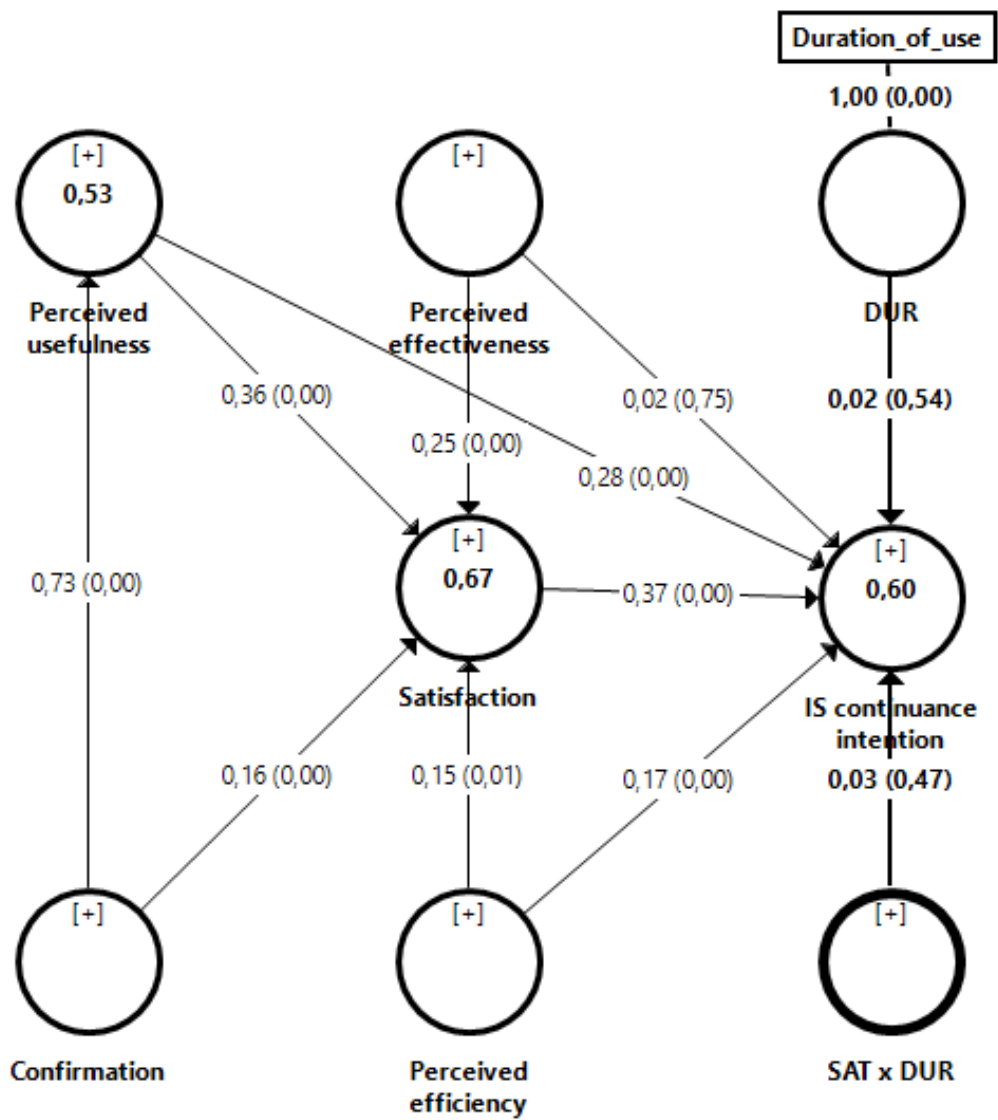 Duration_of_use
1,00 (0,00)
[+]
0,53
[+]
Perceived
usefulness
Perceived
effectiveness
DUR
0,36 (0,00)
0,02 (0,75)
0,02 (0,54)
0,25 (0,00)
0,28 (0,00)
[+]
0,67
[+]
0,60
0,73 (0,00)
0,37 (0,00)
Satisfaction
IS continuance
intention
0,16 (0,00)
0,15 (0,01)
0,17 (0,00)
0,03 (0,47)
[+]
[+]
[+]
Confirmation
Perceived
efficiency
SAT x DUR